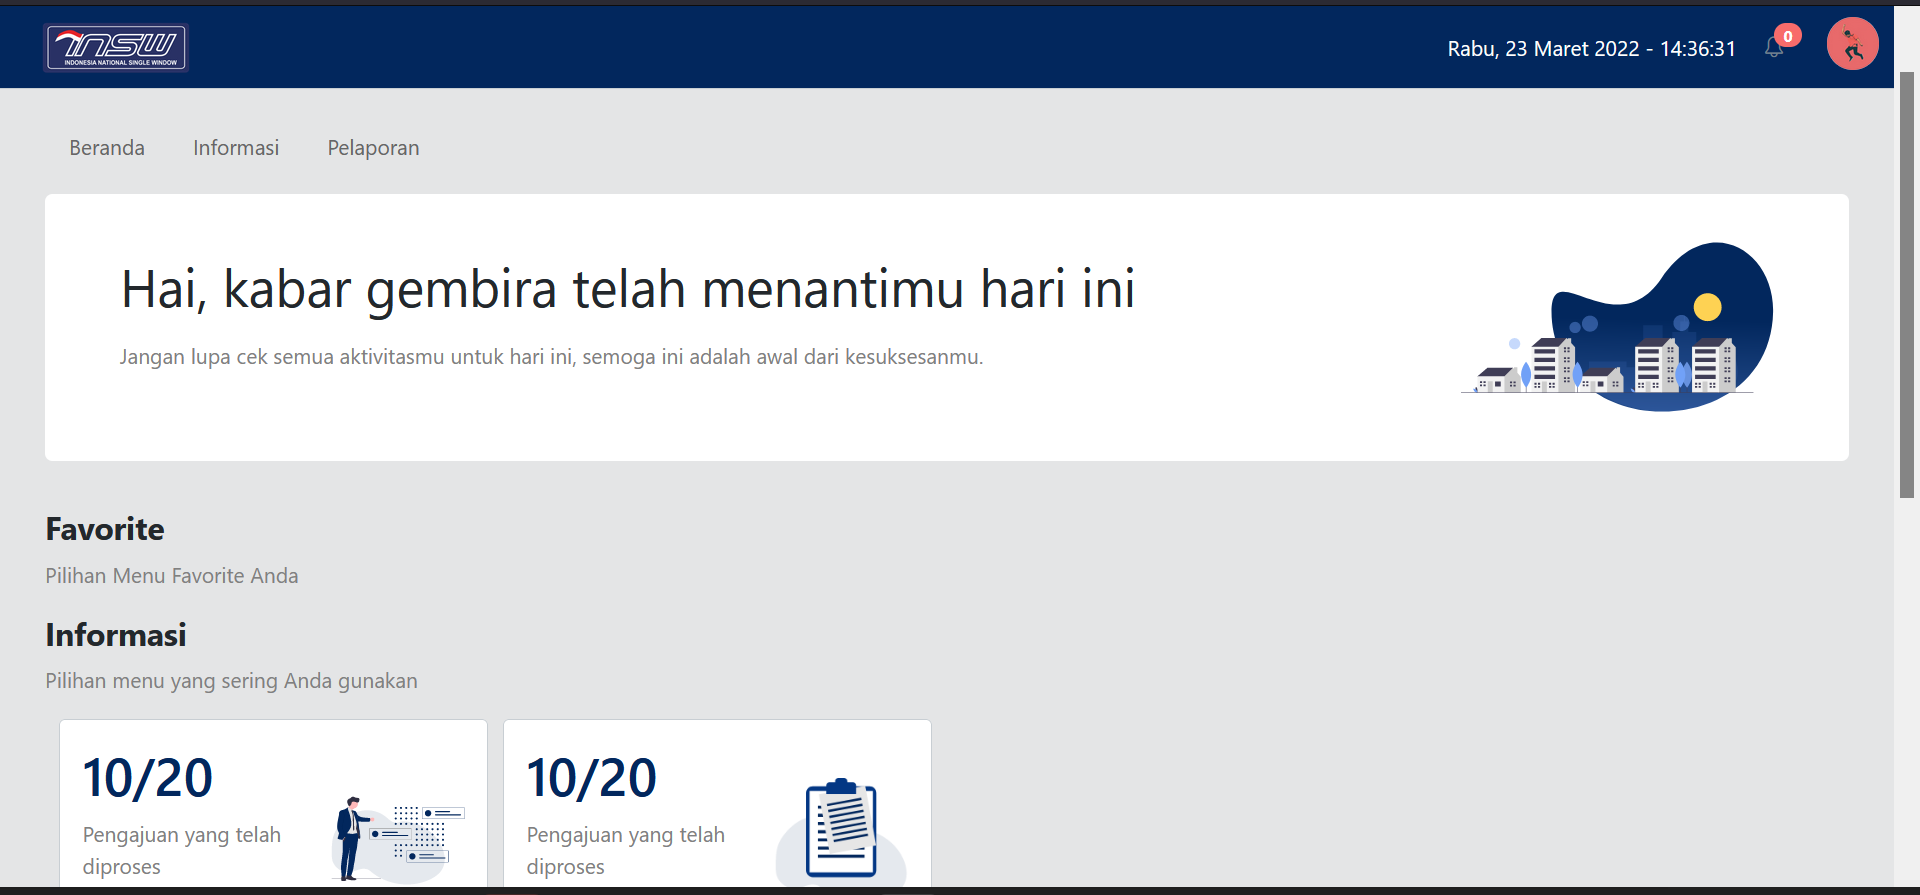 INSW
INDONESIA NATIONAL SINGLE WINDOW
Rabu, 23 Maret 2022 - 14:36:31
0
Beranda
Informasi
Pelaporan
Hai, kabar gembira telah menantimu hari ini
Jangan lupa cek semua aktivitasmu untuk hari ini, semoga ini adalah awal dari kesuksesanmu.
Favorite
Pilihan Menu Favorite Anda
Informasi
Pilihan menu yang sering Anda gunakan
10/20
Pengajuan yang telah
diproses
10/20
Pengajuan yang telah
diproses